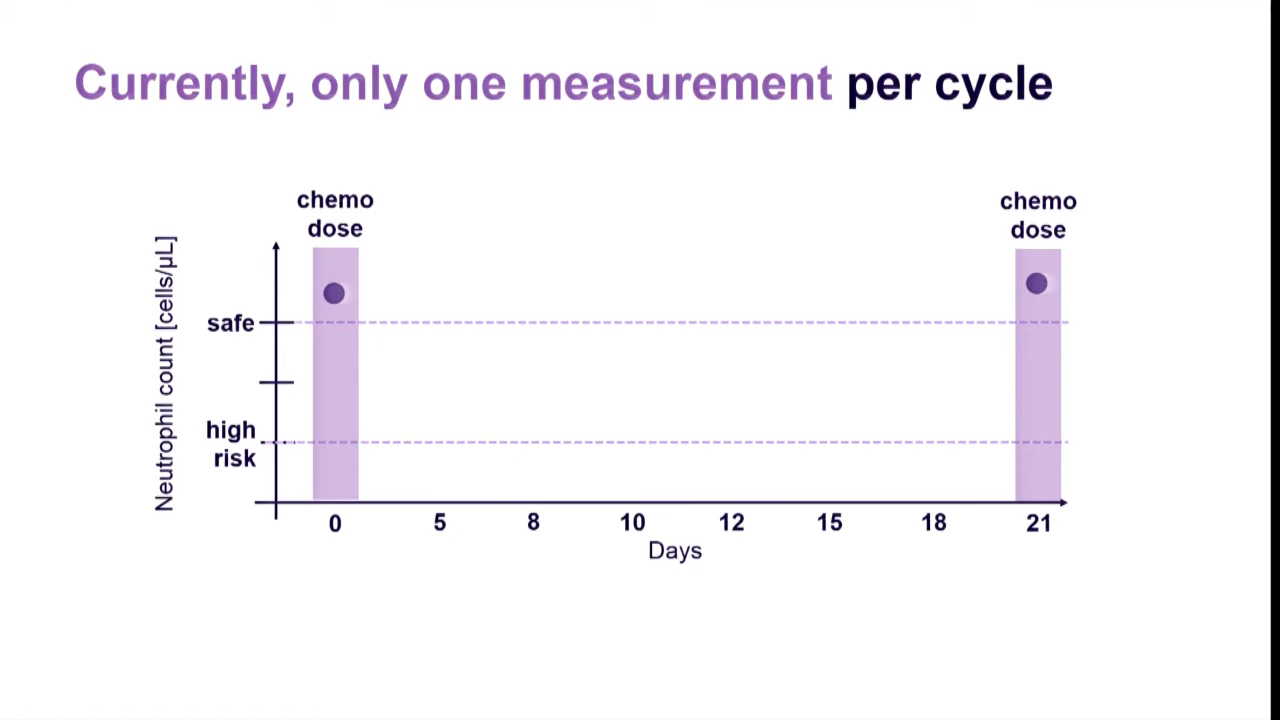 Currently, only one measurement per cycle
chemo
dose
chemo
dose
Neutrophil count [cells/µL]
safe
high
risk
0 5 8 10 12 15 18 21
Days